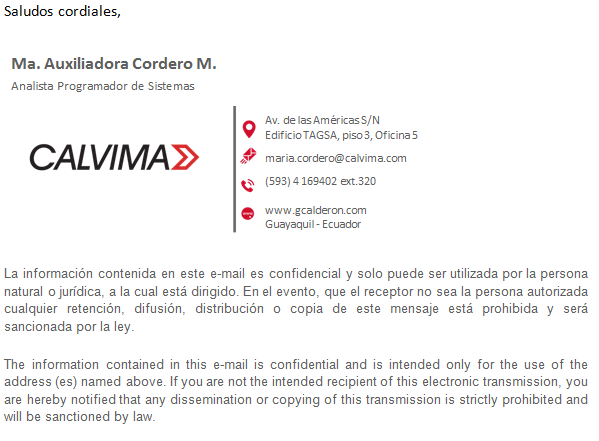 Saludos cordiales,
Ma. Auxiliadora Cordero M.
Analista Programador de Sistemas
CALVIMA
Av. de las Américas S/N
Edificio TAGSA, piso 3, Oficina 5
maria.cordero@calvima.com
(593) 4 169402 ext.320
www.gcalderon.com
Guayaquil - Ecuador
La información contenida en este e-mail es confidencial y solo puede ser utilizada por la persona
natural o jurídica, a la cual está dirigido. En el evento, que el receptor no sea la persona autorizada
cualquier retención, difusión, distribución o copia de este mensaje está prohibida y será
sancionada por la ley.
The information contained in this e-mail is confidential and is intended only for the use of the
address (es) named above. If you are not the intended recipient of this electronic transmission, you
are hereby notified that any dissemination or copying of this transmission is strictly prohibited and
will be sanctioned by law.